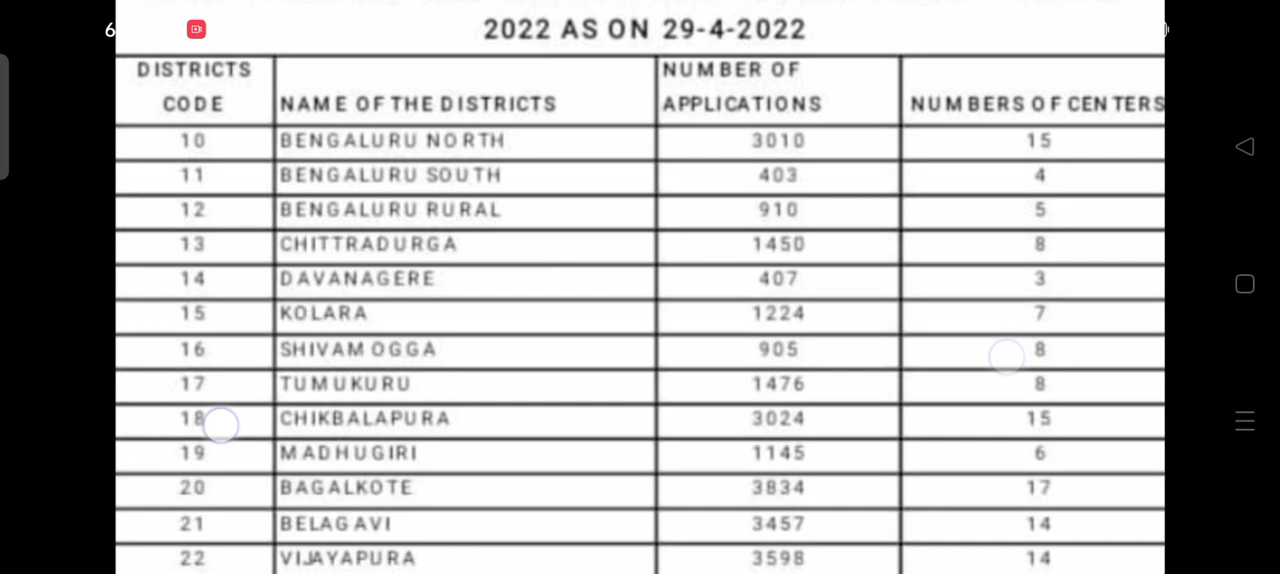 6
2022 AS ON 29-4-2022
DISTRICTS CODE NAME OF THE DISTRICTS NUMBER OF APPLICATIONS NUMBERS OF CENTERS
10 BENGALURU NORTH 3010 15
11 BENGALURU SOUTH 403 4
12 BENGALURU RURAL 910 5
13 CHITTRADURGA 1450 8
14 DAVANAGERE 407 3
15 KOLARA 1224 7
16 SHIVAMOGGA 905 8
17 TUMUKURU 1476 8
18 CHIKBALAPURA 3024 15
19 MADHUGIRI 1145 6
20 BAGALKOTE 3834 17
21 BELAGAVI 3457 14
22 VIJAYAPURA 3598 14